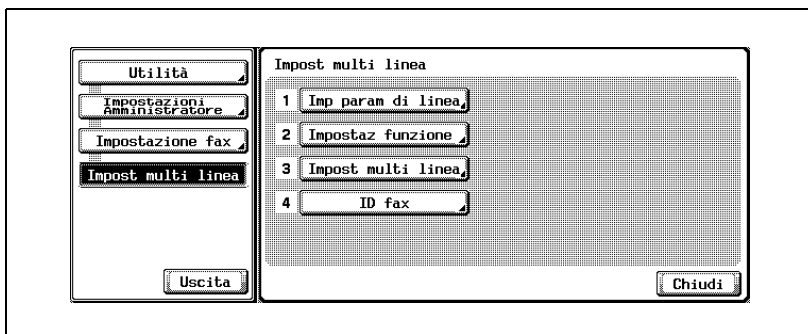 Utilità
Impostazioni
Amministratore
Impostazione fax
Impost multi linea
Uscita
Impost multi linea
1 Imp param di linea
2 Impostaz funzione
3 Impost multi linea
4 ID fax
Chiudi